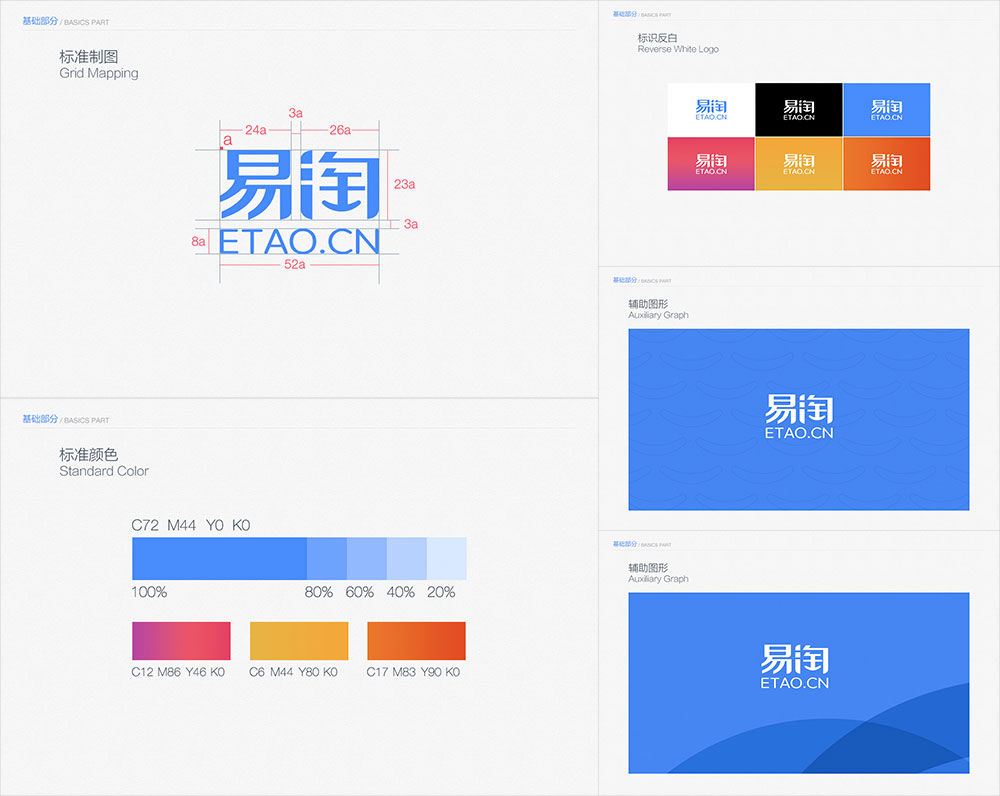 基础部分 / BASICS PART
标准制图
Grid Mapping
3a
24a
26a
a
易淘
23a
3a
8a
ETAO.CN
52a
基础部分 / BASICS PART
标准颜色
Standard Color
C72 M44 Y0 K0
100% 80% 60% 40% 20%
C12 M86 Y46 K0 C6 M44 Y80 K0 C17 M83 Y90 K0
基础部分 / BASICS PART
标识反白
Reverse White Logo
易淘 易淘 易淘
ETAO.CN ETAO.CN ETAO.CN
易淘 易淘 易淘
ETAO.CN ETAO.CN ETAO.CN
基础部分 / BASICS PART
辅助图形
Auxiliary Graph
易淘
ETAO.CN
基础部分 / BASICS PART
辅助图形
Auxiliary Graph
易淘
ETAO.CN